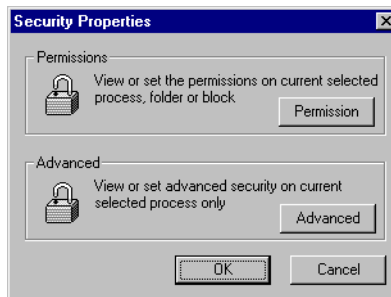 Security Properties
Permissions
View or set the permissions on current selected
process, folder or block
Permission
Advanced
View or set advanced security on current
selected process only
Advanced
OK
Cancel